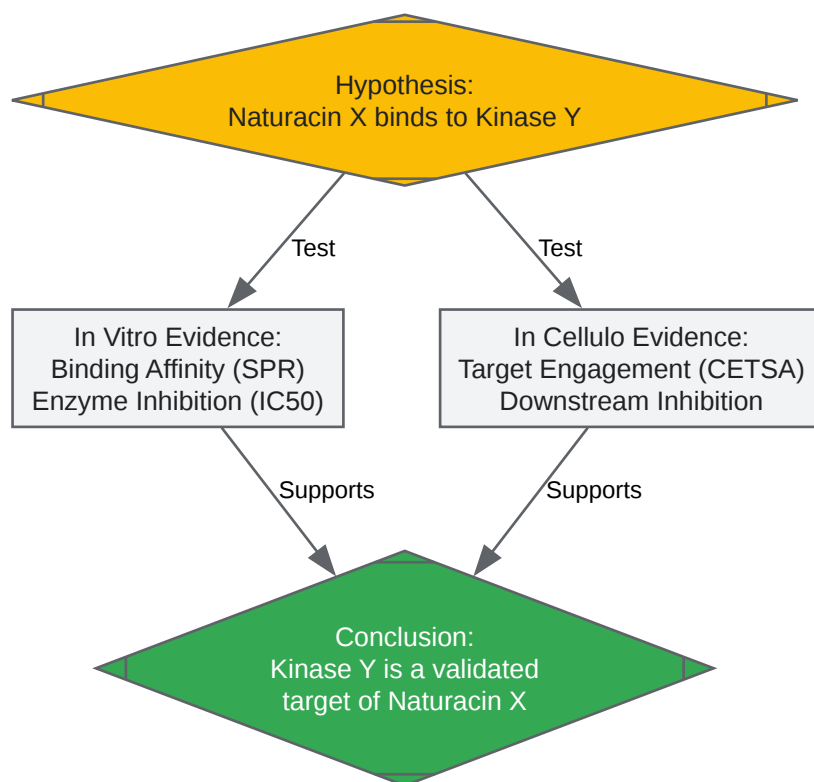 Hypothesis:
Naturacin X binds to Kinase Y
Test
Test
In Vitro Evidence:
Binding Affinity (SPR)
Enzyme Inhibition (IC50)
In Cellulo Evidence:
Target Engagement (CETSA)
Downstream Inhibition
Supports
Supports
Conclusion:
Kinase Y is a validated
target of Naturacin X